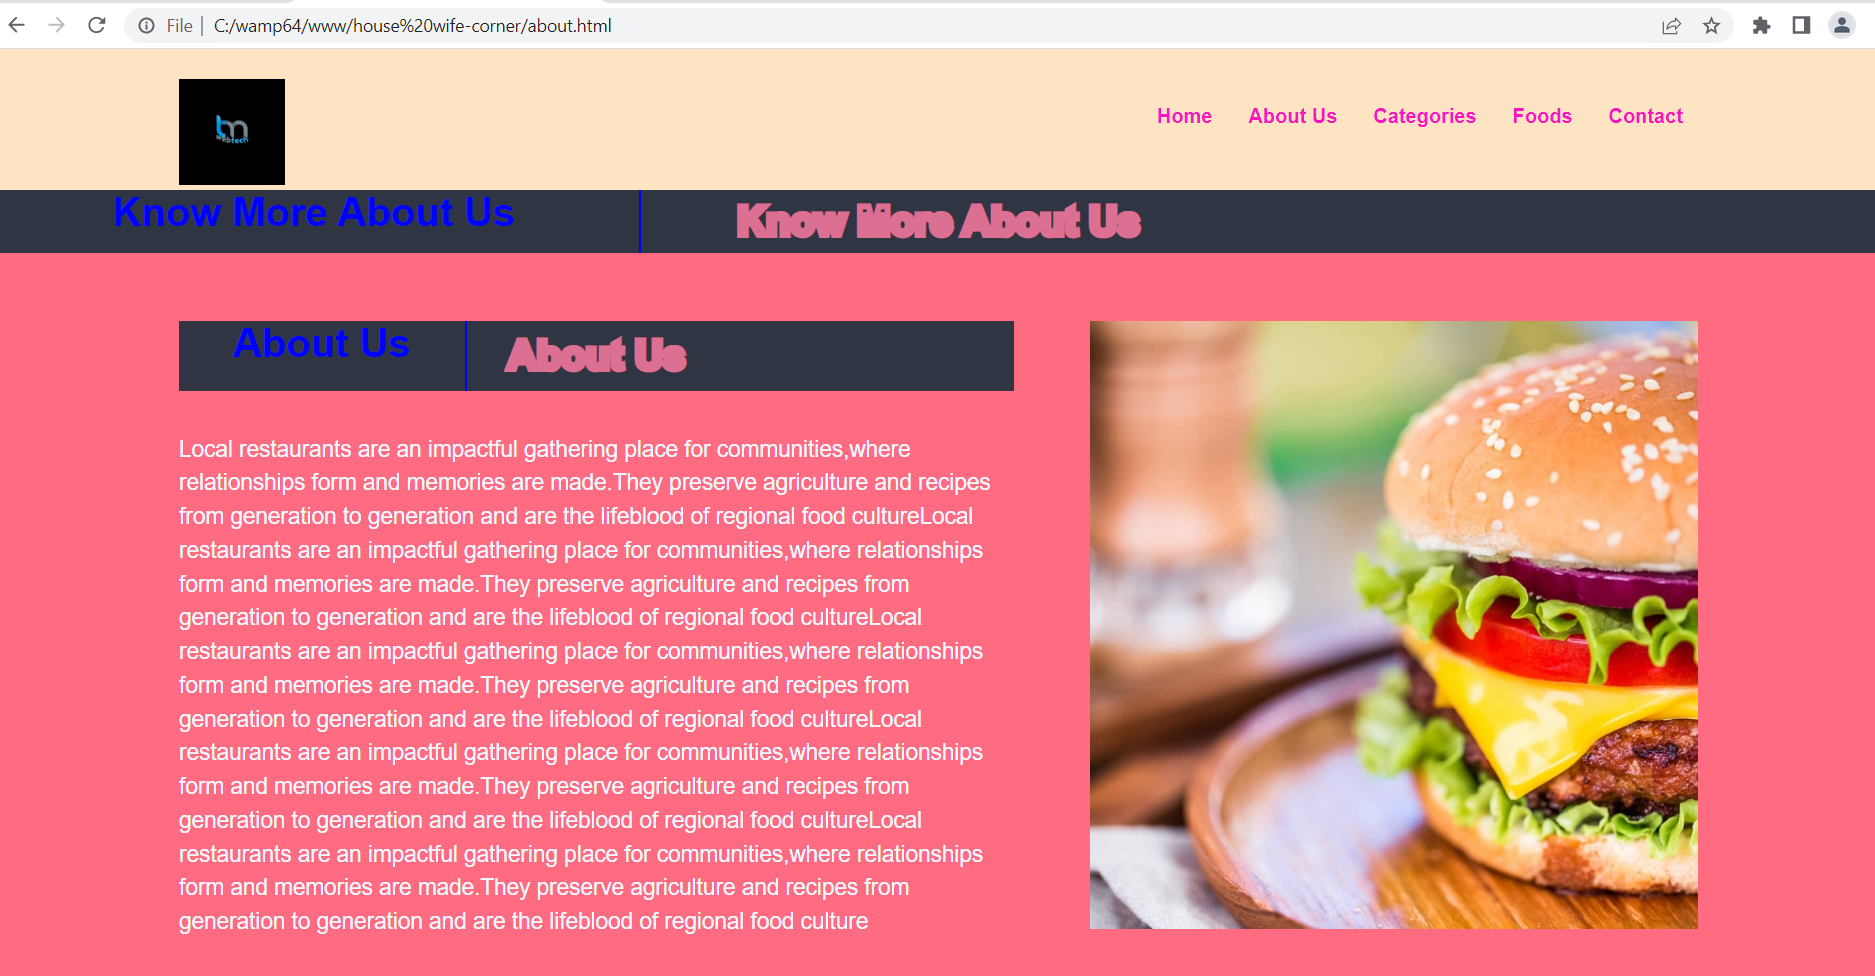 File | C:/wamp64/www/house%20wife-corner/about.html
tm
webtech
Home About Us Categories Foods Contact
Know More About Us Know More About Us
About Us About Us
Local restaurants are an impactful gathering place for communities,where
relationships form and memories are made.They preserve agriculture and recipes
from generation to generation and are the lifeblood of regional food cultureLocal
restaurants are an impactful gathering place for communities,where relationships
form and memories are made.They preserve agriculture and recipes from
generation to generation and are the lifeblood of regional food cultureLocal
restaurants are an impactful gathering place for communities,where relationships
form and memories are made.They preserve agriculture and recipes from
generation to generation and are the lifeblood of regional food cultureLocal
restaurants are an impactful gathering place for communities,where relationships
form and memories are made.They preserve agriculture and recipes from
generation to generation and are the lifeblood of regional food cultureLocal
restaurants are an impactful gathering place for communities,where relationships
form and memories are made.They preserve agriculture and recipes from
generation to generation and are the lifeblood of regional food culture